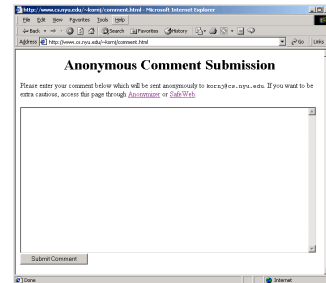 http://www.cs.nyu.edu/~kornj/comment.html - Microsoft Internet Explorer
File Edit View Favorites Tools Help
Back Search Favorites History
Address http://www.cs.nyu.edu/~kornj/comment.html Go Links
Anonymous Comment Submission
Please enter your comment below which will be sent anonymously to kornj@cs.nyu.edu. If you want to be
extra cautious, access this page through Anonymizer or SafeWeb
Submit Comment
Done Internet